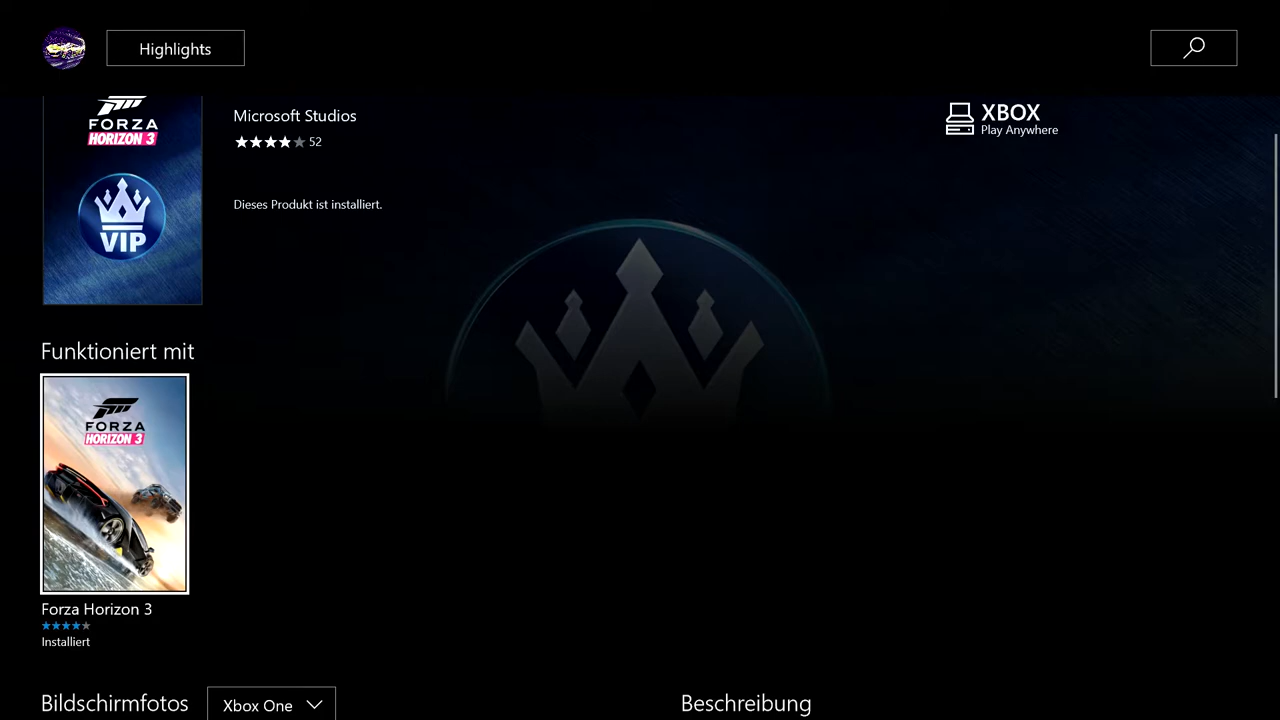 Highlights
FORZA
HORIZON 3
VIP
Microsoft Studios
52
Dieses Produkt ist installiert.
XBOX
Play Anywhere
Funktioniert mit
FORZA
HORIZON 3
Forza Horizon 3
Installiert
Bildschirmfotos
Xbox One
Beschreibung